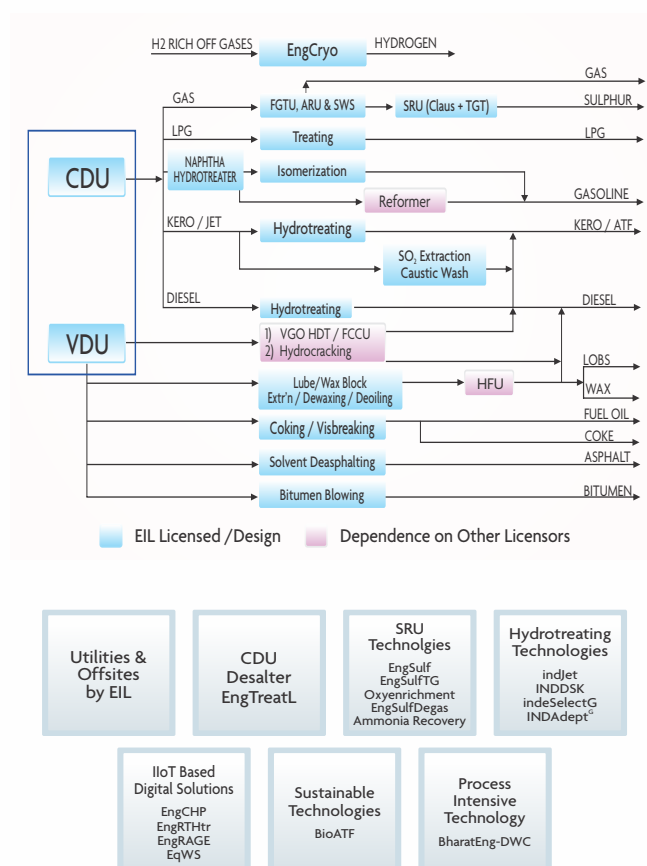 H2 RICH OFF GASES
EngCryo
HYDROGEN
GAS
GAS
FGTU, ARU & SWS
SRU (Claus + TGT)
SULPHUR
LPG
Treating
LPG
CDU
NAPHTHA
HYDROTREATER
Isomerization
Reformer
GASOLINE
KERO / JET
Hydrotreating
KERO / ATF
SO₂ Extraction
Caustic Wash
DIESEL
Hydrotreating
DIESEL
VDU
1) VGO HDT / FCCU
2) Hydrocracking
Lube/Wax Block
Extr'n / Dewaxing / Deoiling
HFU
LOBS
WAX
Coking / Visbreaking
FUEL OIL
COKE
Solvent Deasphalting
ASPHALT
Bitumen Blowing
BITUMEN
EIL Licensed /Design
Dependence on Other Licensors
Utilities &
Offsites
by EIL
CDU
Desalter
EngTreatL
SRU
Technolgies
EngSulf
EngSulfTG
Oxyenrichment
EngSulfDegas
Ammonia Recovery
Hydrotreating
Technologies
indJet
INDDSK
indeSelectG
INDAdeptᴳ
IIoT Based
Digital Solutions
EngCHP
EngRTHtr
EngRAGE
EqWS
Sustainable
Technologies
BioATF
Process
Intensive
Technology
BharatEng-DWC